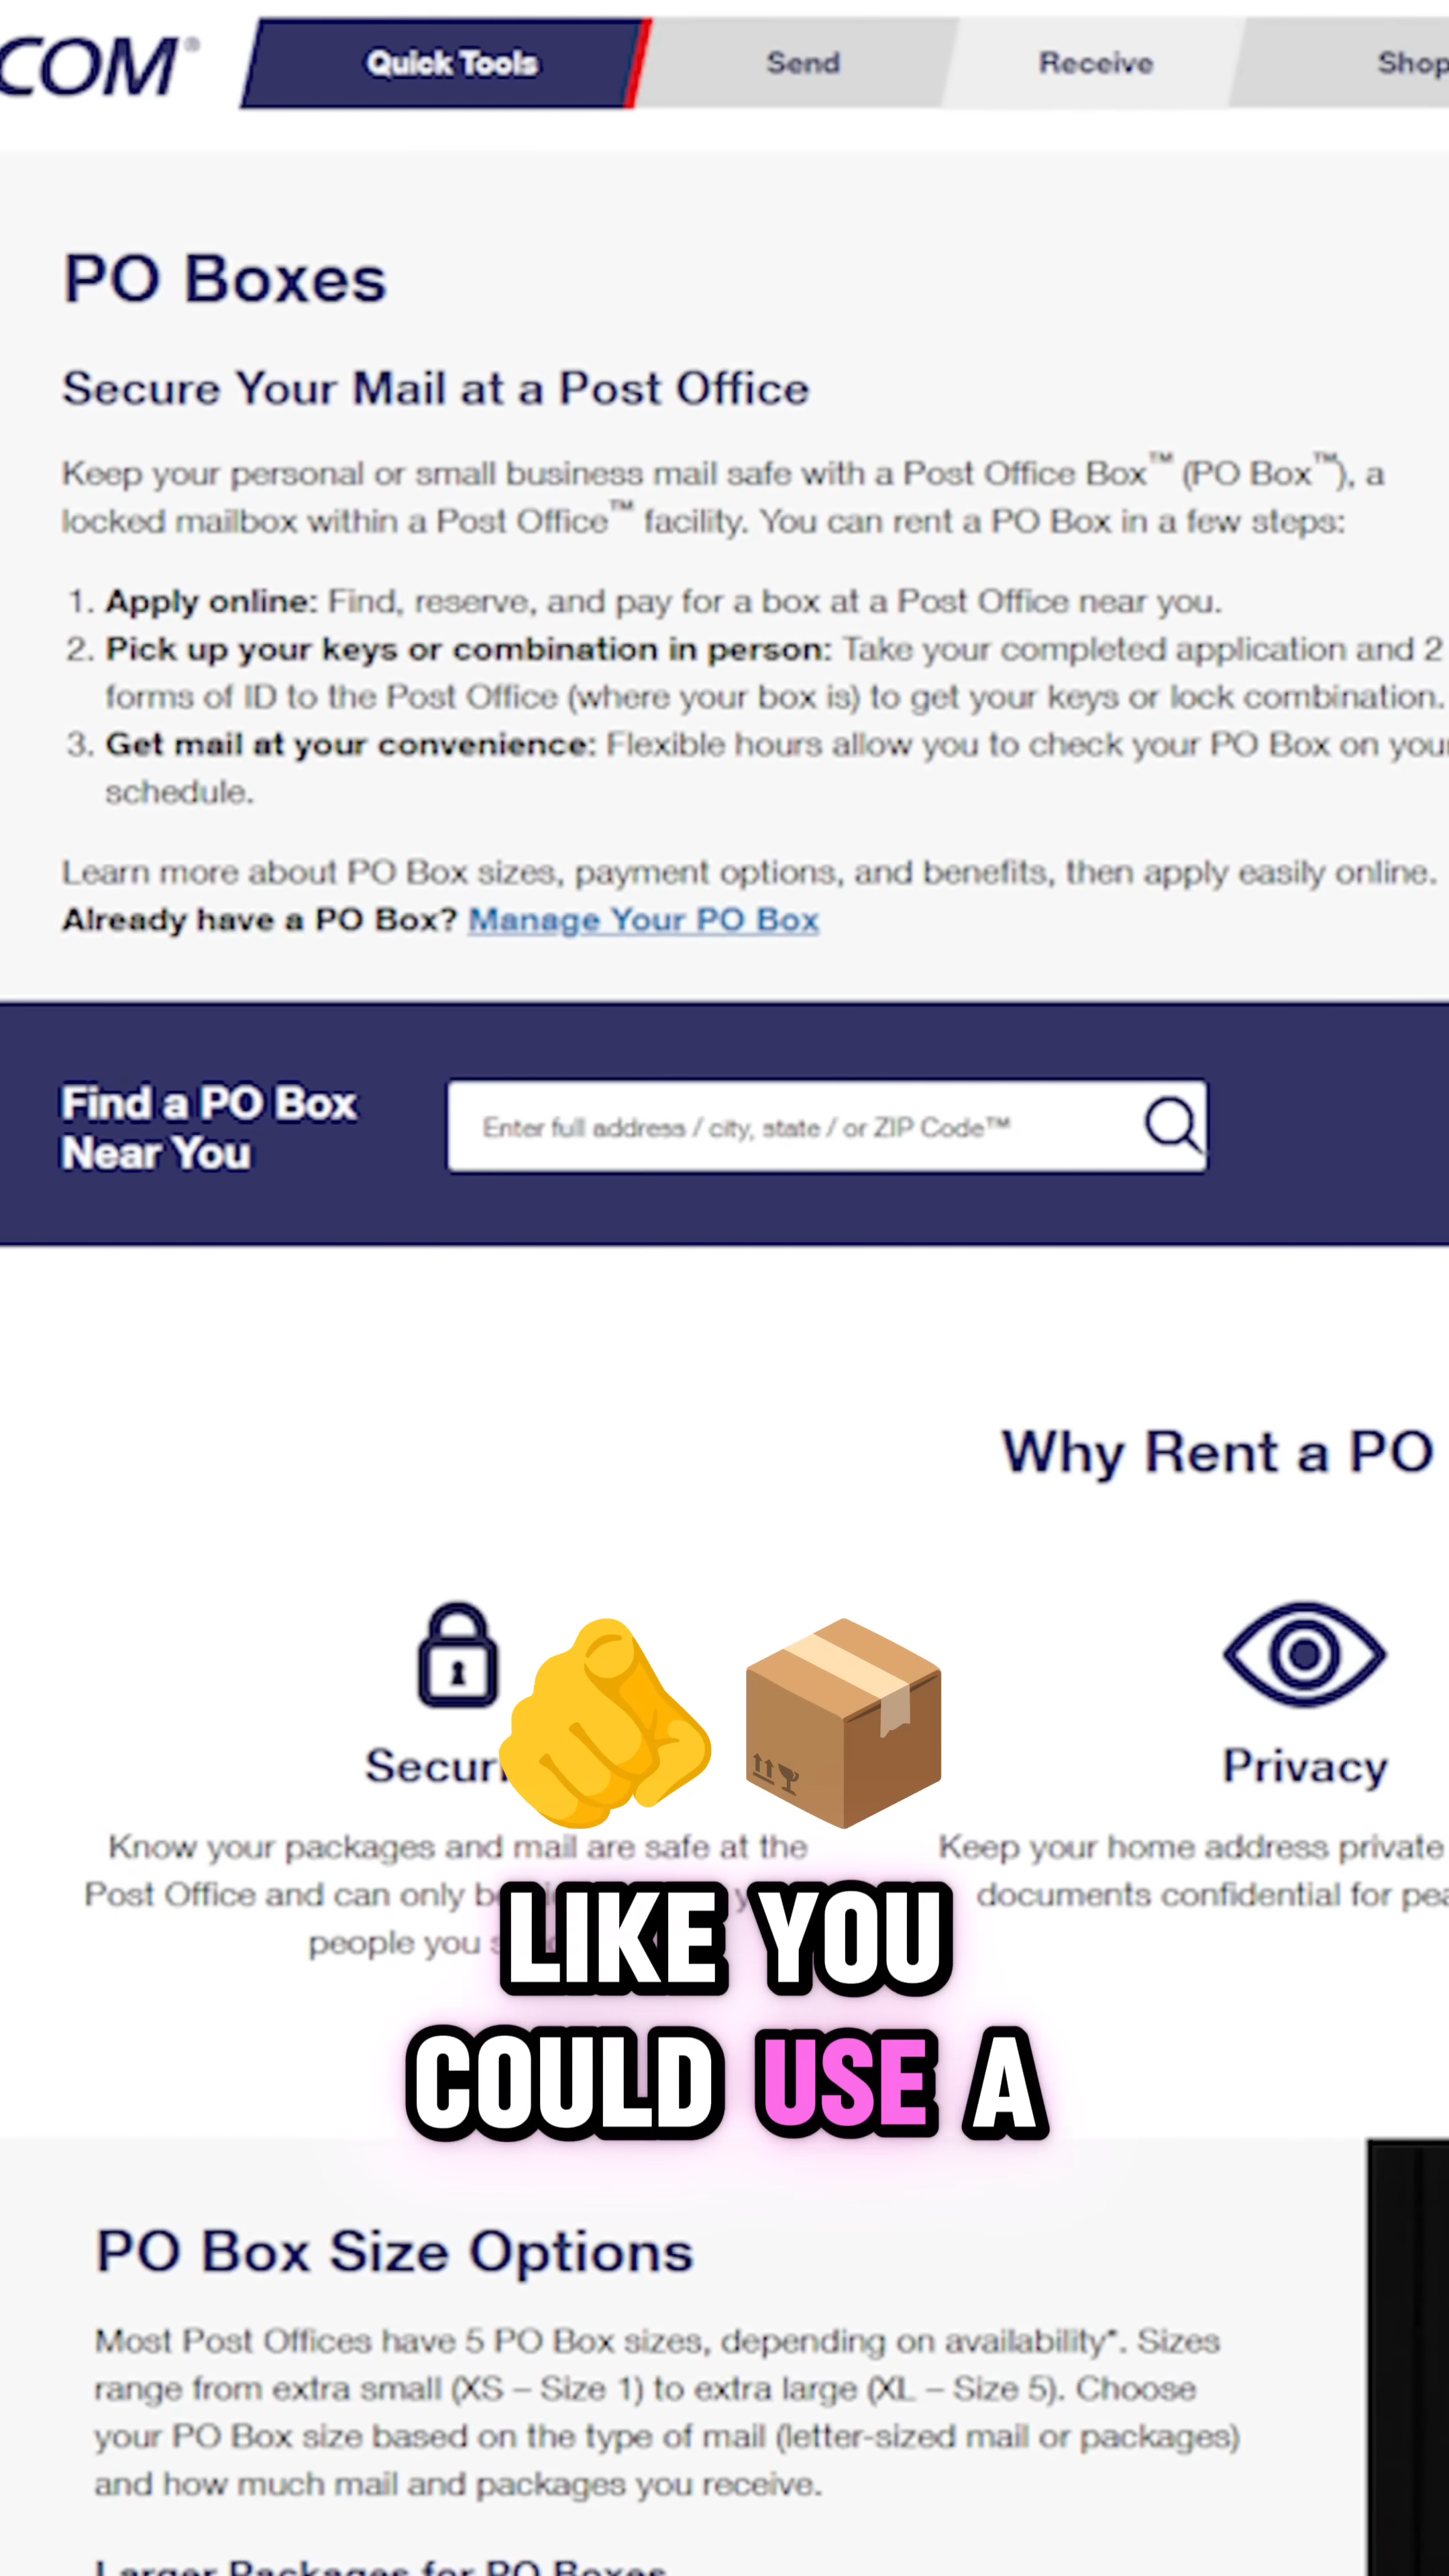 COM®
Quick Tools
Send
Receive
Shop
PO Boxes
Secure Your Mail at a Post Office
Keep your personal or small business mail safe with a Post Office Box™ (PO Box™), a
locked mailbox within a Post Office™ facility. You can rent a PO Box in a few steps:
1. Apply online: Find, reserve, and pay for a box at a Post Office near you.
2. Pick up your keys or combination in person: Take your completed application and 2
forms of ID to the Post Office (where your box is) to get your keys or lock combination.
3. Get mail at your convenience: Flexible hours allow you to check your PO Box on your
schedule.
Learn more about PO Box sizes, payment options, and benefits, then apply easily online.
Already have a PO Box? Manage Your PO Box
Find a PO Box
Near You
Enter full address / city, state / or ZIP Code™
Why Rent a PO
Privacy
Know your packages and mail are safe at the
Post Office and can only
people you
Keep your home address private
documents confidential for
LIKE YOU
COULD USE A
PO Box Size Options
Most Post Offices have 5 PO Box sizes, depending on availability*. Sizes
range from extra small (XS – Size 1) to extra large (XL – Size 5). Choose
your PO Box size based on the type of mail (letter-sized mail or packages)
and how much mail and packages you receive.
Larger Packages for PO Boxes